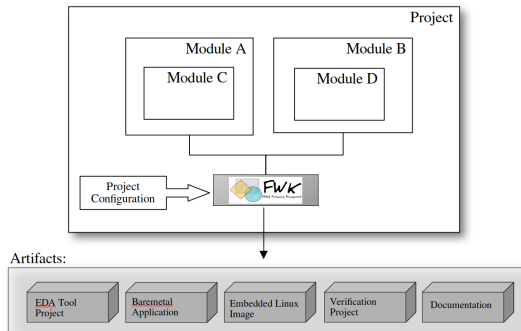 Project
Module A
Module B
Module C
Module D
Project
Configuration
FWK
Artifacts:
EDA Tool
Project
Baremetal
Application
Embedded Linux
Image
Verification
Project
Documentation